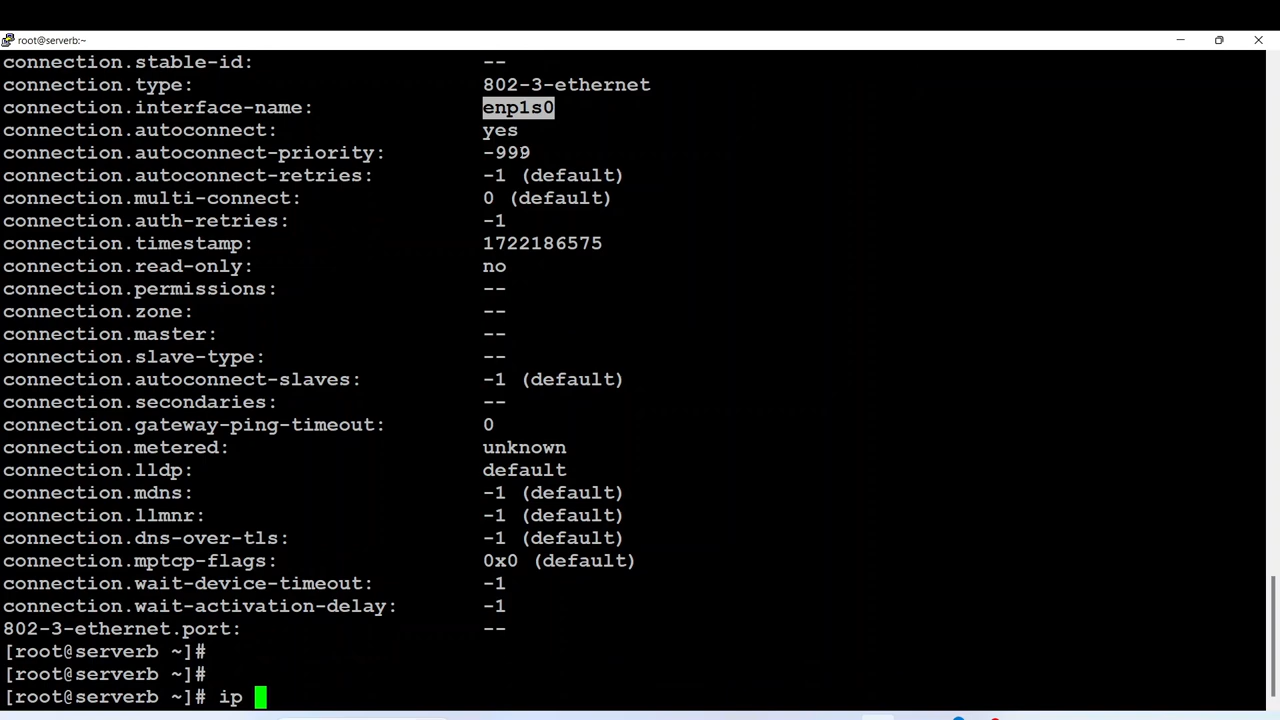 root@serverb:~
connection.stable-id: --
connection.type: 802-3-ethernet
connection.interface-name: enp1s0
connection.autoconnect: yes
connection.autoconnect-priority: -999
connection.autoconnect-retries: -1 (default)
connection.multi-connect: 0 (default)
connection.auth-retries: -1
connection.timestamp: 1722186575
connection.read-only: no
connection.permissions: --
connection.zone: --
connection.master: --
connection.slave-type: --
connection.autoconnect-slaves: -1 (default)
connection.secondaries: --
connection.gateway-ping-timeout: 0
connection.metered: unknown
connection.lldp: default
connection.mdns: -1 (default)
connection.llmnr: -1 (default)
connection.dns-over-tls: -1 (default)
connection.mptcp-flags: 0x0 (default)
connection.wait-device-timeout: -1
connection.wait-activation-delay: -1
802-3-ethernet.port: --
[root@serverb ~]#
[root@serverb ~]#
[root@serverb ~]# ip